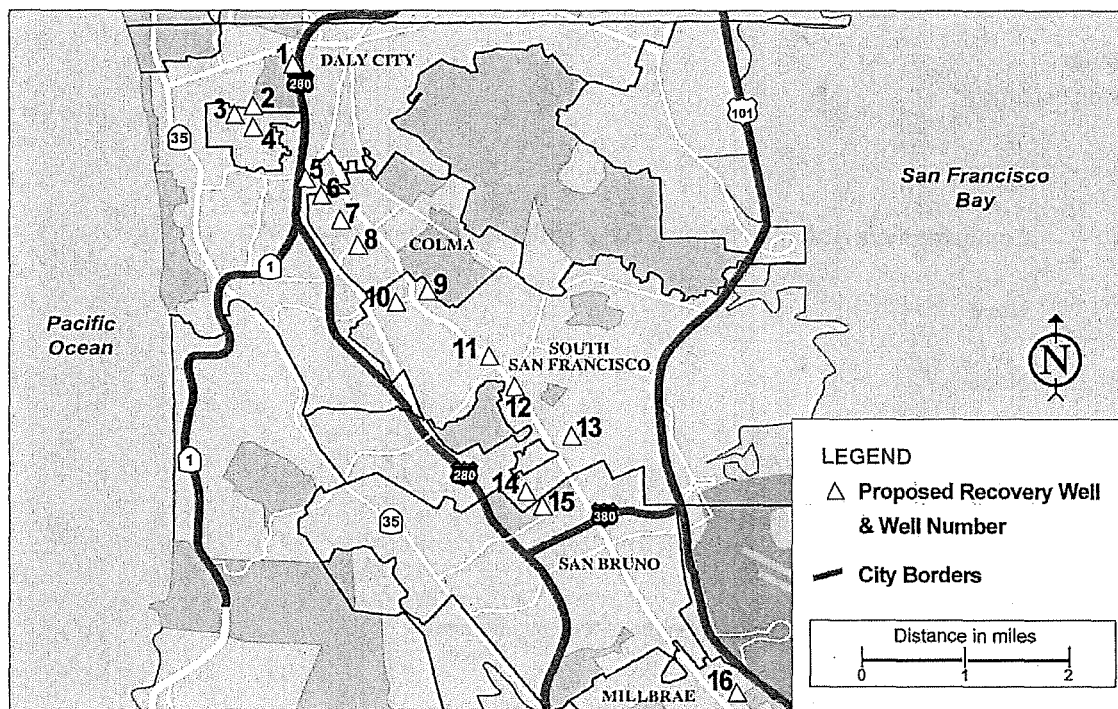 1
DALY CITY
280
101
2
3
4
35
5
6
San Francisco
Bay
7
8
COLMA
1
9
10
Pacific
Ocean
11
SOUTH
SAN FRANCISCO
N
12
13
LEGEND
Proposed Recovery Well
& Well Number
City Borders
Distance in miles
0 1 2
1
280
14
15
35
380
SAN BRUNO
16
MILLBRAE